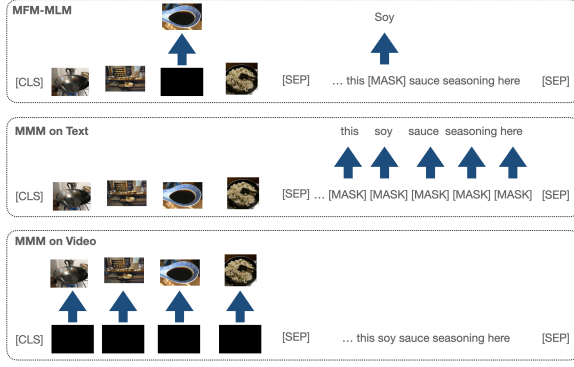 MFM-MLM
Soy
[CLS] [SEP] ... this [MASK] sauce seasoning here [SEP]
MMM on Text
this soy sauce seasoning here
[CLS] [SEP] ... [MASK] [MASK] [MASK] [MASK] [MASK] [SEP]
MMM on Video
[CLS] [SEP] ... this soy sauce seasoning here [SEP]